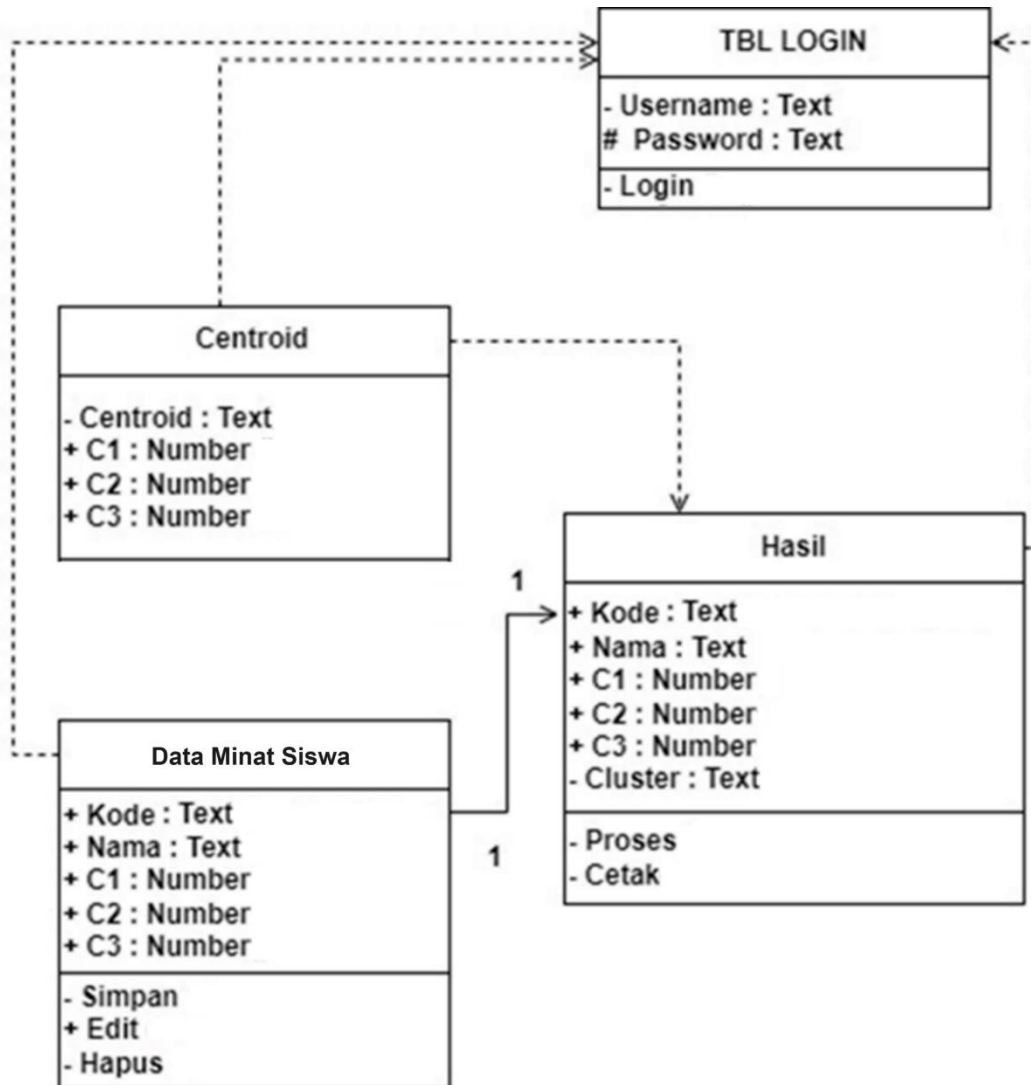 TBL LOGIN
- Username : Text
# Password : Text
- Login
Centroid
- Centroid : Text
+ C1 : Number
+ C2 : Number
+ C3 : Number
Hasil
+ Kode : Text
+ Nama : Text
+ C1 : Number
+ C2 : Number
+ C3 : Number
- Cluster : Text
- Proses
- Cetak
1
1
Data Minat Siswa
+ Kode : Text
+ Nama : Text
+ C1 : Number
+ C2 : Number
+ C3 : Number
- Simpan
+ Edit
- Hapus